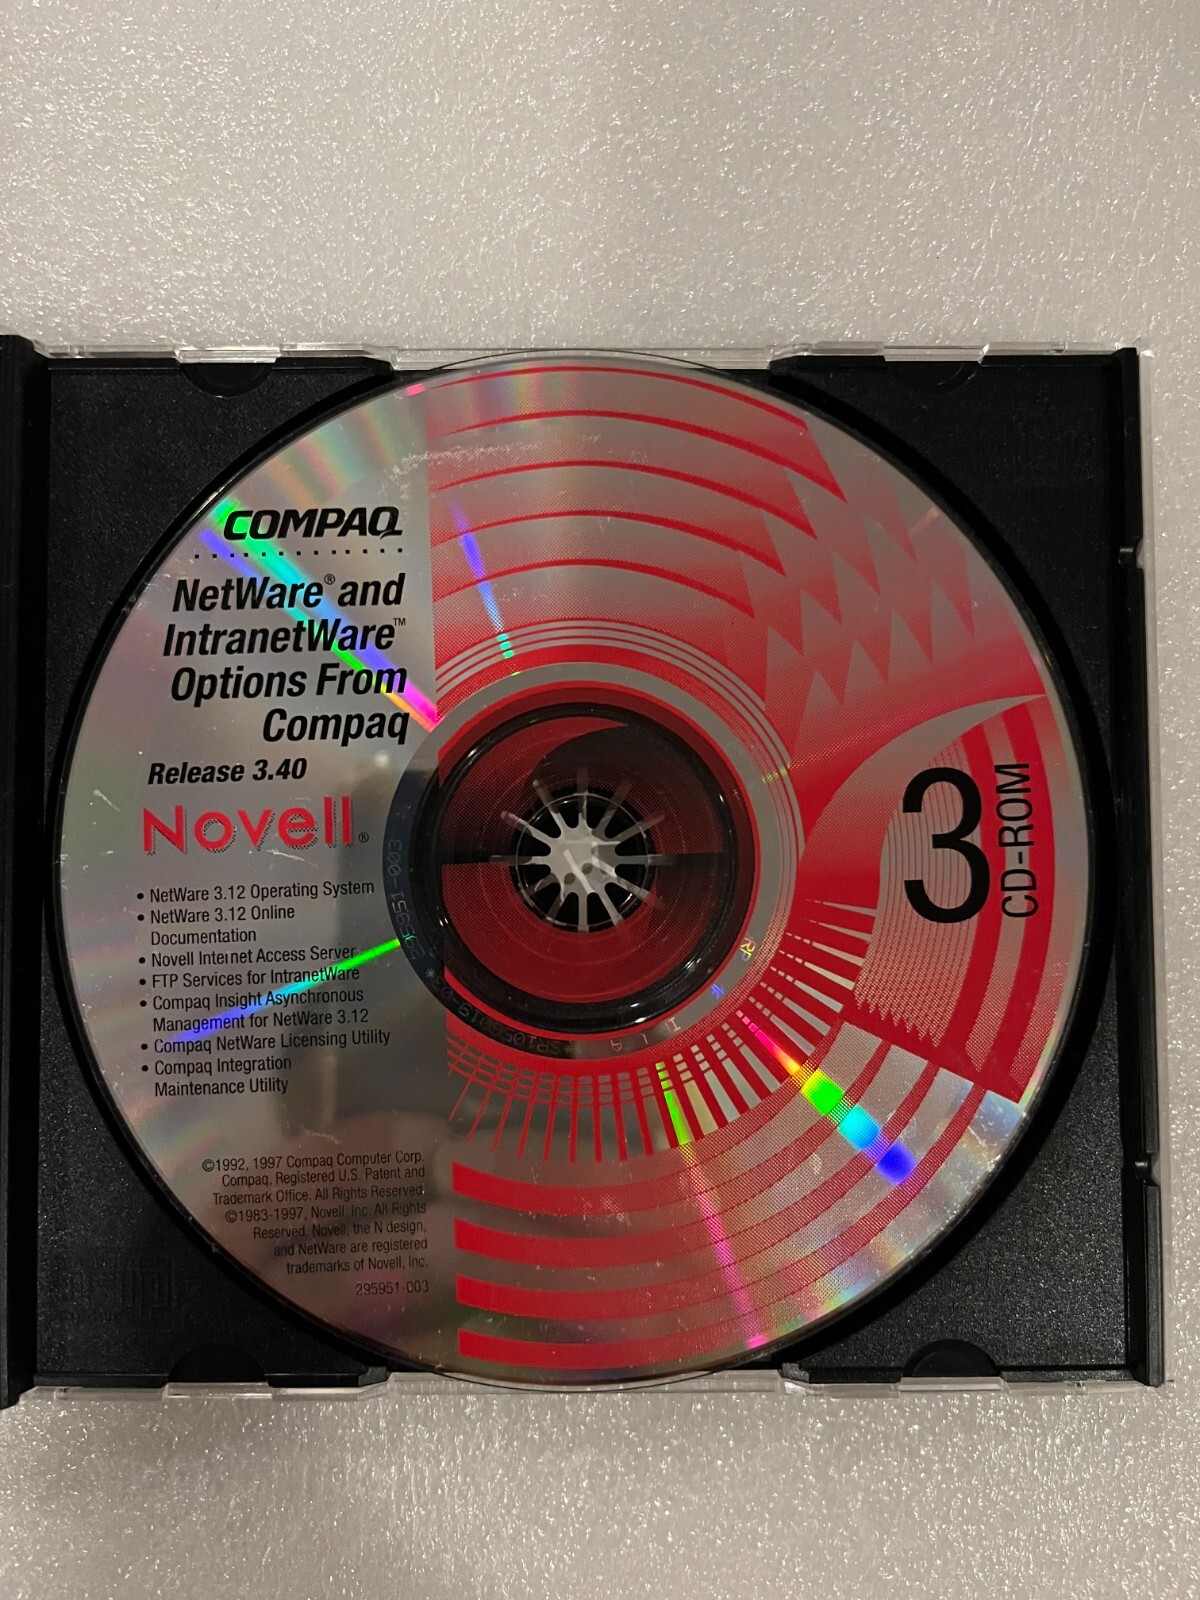 COMPAQ
NetWare® and
IntranetWare™
Options From
Compaq
Release 3.40
Novell®
• NetWare 3.12 Operating System
• NetWare 3.12 Online
Documentation
• Novell Internet Access Server
• FTP Services for IntranetWare
• Compaq Insight Asynchronous
Management for NetWare 3.12
• Compaq NetWare Licensing Utility
• Compaq Integration
Maintenance Utility
©1992, 1997 Compaq Computer Corp.
Compaq, Registered U.S. Patent and
Trademark Office. All Rights Reserved.
©1983-1997, Novell, Inc. All Rights
Reserved. Novell, the N design,
and NetWare are registered
trademarks of Novell, Inc.
295951-003
3
CD-ROM